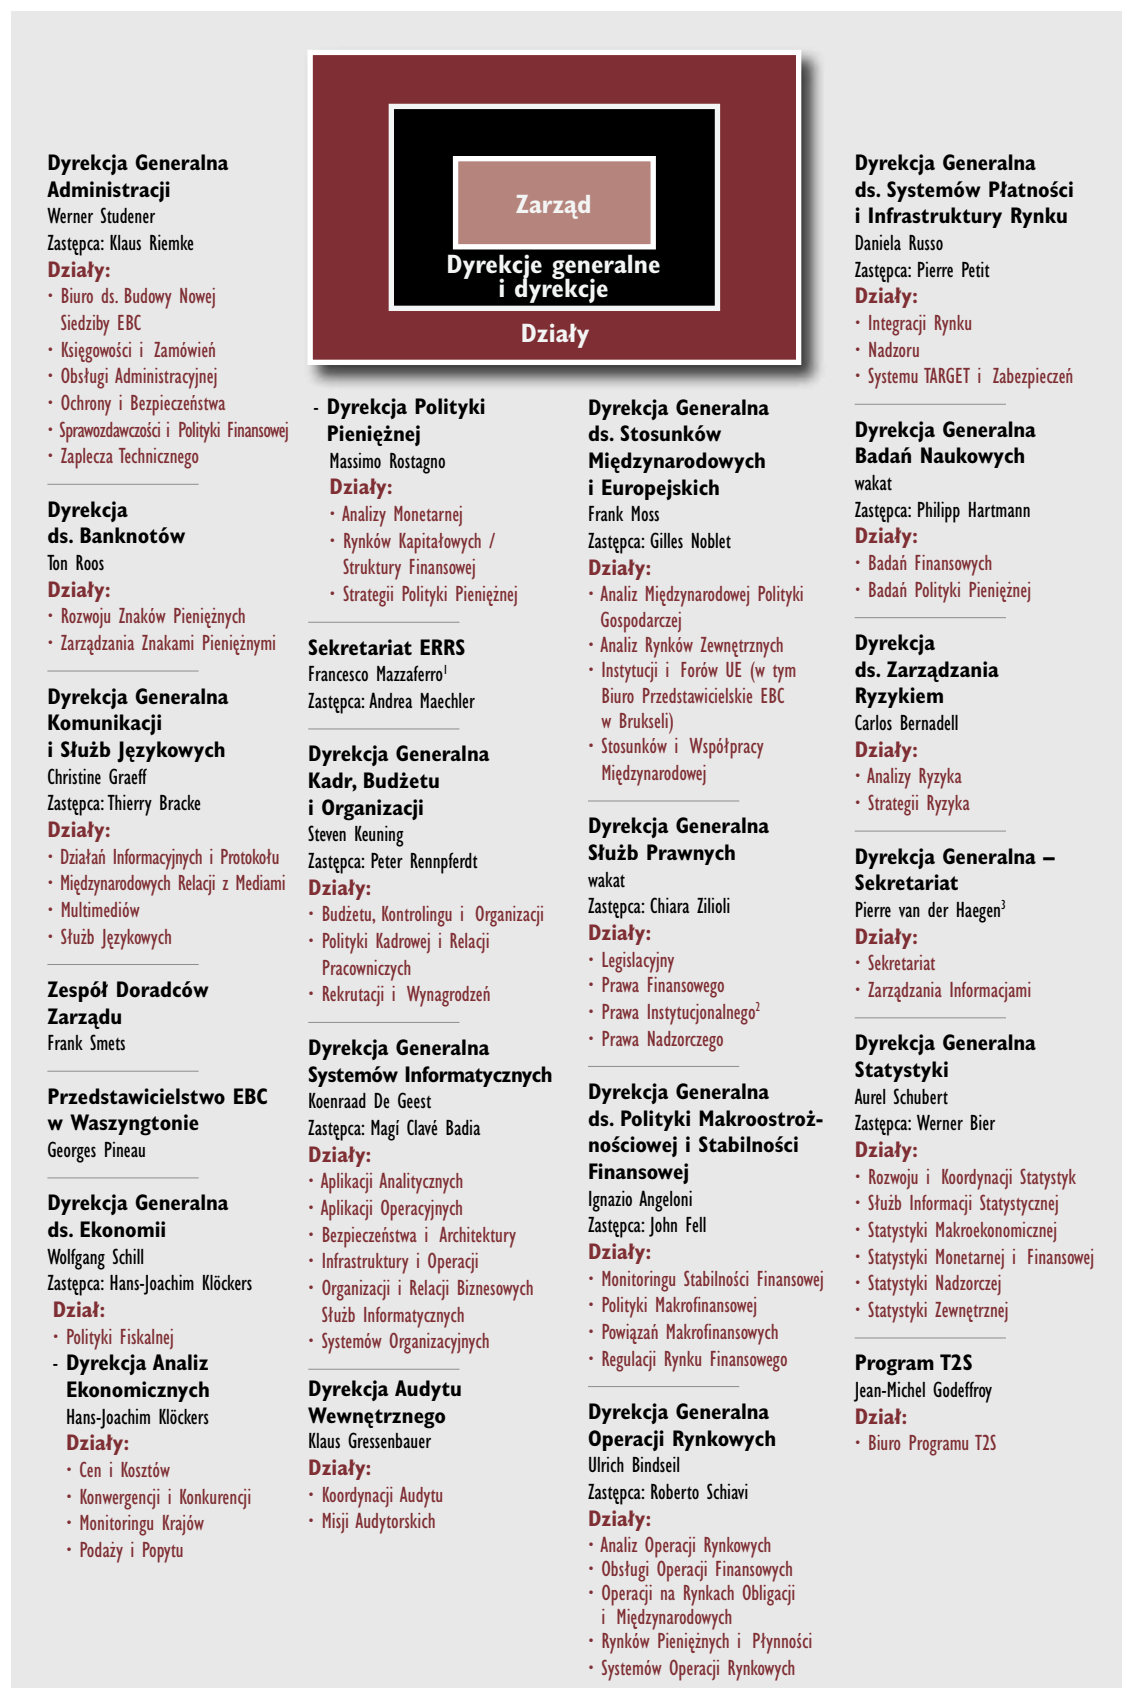 Zarząd
Dyrekcje generalne
i dyrekcje
Działy
Dyrekcja Generalna
Administracji
Werner Studener
Zastępca: Klaus Riemke
Działy:
• Biuro ds. Budowy Nowej
Siedziby EBC
• Księgowości i Zamówień
• Obsługi Administracyjnej
• Ochrony i Bezpieczeństwa
• Sprawozdawczości i Polityki Finansowej
• Zaplecza Technicznego
Dyrekcja
ds. Banknotów
Ton Roos
Działy:
• Rozwoju Znaków Pieniężnych
• Zarządzania Znakami Pieniężnymi
Dyrekcja Generalna
Komunikacji
i Służb Językowych
Christine Graeff
Zastępca: Thierry Bracke
Działy:
• Działań Informacyjnych i Protokołu
• Międzynarodowych Relacji z Mediami
• Multimediów
• Służb Językowych
Zespół Doradców
Zarządu
Frank Smets
Przedstawicielstwo EBC
w Waszyngtonie
Georges Pineau
Dyrekcja Generalna
ds. Ekonomii
Wolfgang Schill
Zastępca: Hans-Joachim Klöckers
Dział:
• Polityki Fiskalnej
- Dyrekcja Analiz
Ekonomicznych
Hans-Joachim Klöckers
Działy:
• Cen i Kosztów
• Konwergencji i Konkurencji
• Monitoringu Krajów
• Podaży i Popytu
- Dyrekcja Polityki
Pieniężnej
Massimo Rostagno
Działy:
• Analizy Monetarnej
• Rynków Kapitałowych /
Struktury Finansowej
• Strategii Polityki Pieniężnej
Sekretariat ERRS
Francesco Mazzaferro¹
Zastępca: Andrea Maechler
Dyrekcja Generalna
Kadr, Budżetu
i Organizacji
Steven Keuning
Zastępca: Peter Rennpferdt
Działy:
• Budżetu, Kontrolingu i Organizacji
• Polityki Kadrowej i Relacji
Pracowniczych
• Rekrutacji i Wynagrodzeń
Dyrekcja Generalna
Systemów Informatycznych
Koenraad De Geest
Zastępca: Magí Clavé Badia
Działy:
• Aplikacji Analitycznych
• Aplikacji Operacyjnych
• Bezpieczeństwa i Architektury
• Infrastruktury i Operacji
• Organizacji i Relacji Biznesowych
Służb Informatycznych
• Systemów Organizacyjnych
Dyrekcja Audytu
Wewnętrznego
Klaus Gressenbauer
Działy:
• Koordynacji Audytu
• Misji Audytorskich
Dyrekcja Generalna
ds. Stosunków
Międzynarodowych
i Europejskich
Frank Moss
Zastępca: Gilles Noblet
Działy:
• Analiz Międzynarodowej Polityki
Gospodarczej
• Analiz Rynków Zewnętrznych
• Instytucji i Forów UE (w tym
Biuro Przedstawicielskie EBC
w Brukseli)
• Stosunków i Współpracy
Międzynarodowej
Dyrekcja Generalna
Służb Prawnych
wakat
Zastępca: Chiara Zilioli
Działy:
• Legislacyjny
• Prawa Finansowego
• Prawa Instytucjonalnego²
• Prawa Nadzorczego
Dyrekcja Generalna
ds. Polityki Makroostroż-
nościowej i Stabilności
Finansowej
Ignazio Angeloni
Zastępca: John Fell
Działy:
• Monitoringu Stabilności Finansowej
• Polityki Makrofinansowej
• Powiązań Makrofinansowych
• Regulacji Rynku Finansowego
Dyrekcja Generalna
Operacji Rynkowych
Ulrich Bindseil
Zastępca: Roberto Schiavi
Działy:
• Analiz Operacji Rynkowych
• Obsługi Operacji Finansowych
• Operacji na Rynkach Obligacji
i Międzynarodowych
• Rynków Pieniężnych i Płynności
• Systemów Operacji Rynkowych
Dyrekcja Generalna
ds. Systemów Płatności
i Infrastruktury Rynku
Daniela Russo
Zastępca: Pierre Petit
Działy:
• Integracji Rynku
• Nadzoru
• Systemu TARGET i Zabezpieczeń
Dyrekcja Generalna
Badań Naukowych
wakat
Zastępca: Philipp Hartmann
Działy:
• Badań Finansowych
• Badań Polityki Pieniężnej
Dyrekcja
ds. Zarządzania
Ryzykiem
Carlos Bernadell
Działy:
• Analizy Ryzyka
• Strategii Ryzyka
Dyrekcja Generalna –
Sekretariat
Pierre van der Haegen³
Działy:
• Sekretariat
• Zarządzania Informacjami
Dyrekcja Generalna
Statystyki
Aurel Schubert
Zastępca: Werner Bier
Działy:
• Rozwoju i Koordynacji Statystyk
• Służb Informacji Statystycznej
• Statystyki Makroekonomicznej
• Statystyki Monetarnej i Finansowej
• Statystyki Nadzorczej
• Statystyki Zewnętrznej
Program T2S
Jean-Michel Godeffroy
Dział:
• Biuro Programu T2S